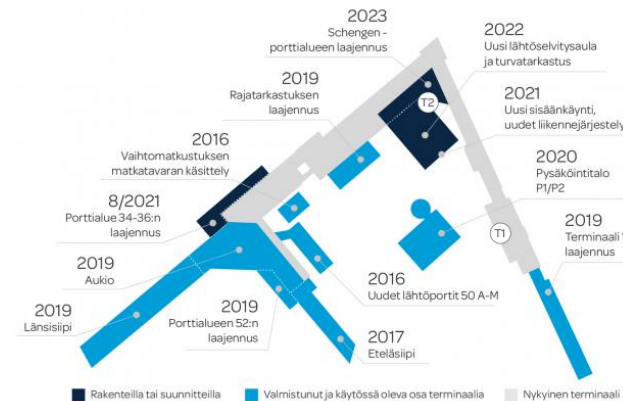 2023
Schengen -
porttialueen laajennus
2022
Uusi lähtöselvitysaula
ja turvatarkastus
2019
Rajatarkastuksen
laajennus
T2
2021
Uusi sisäänkäynti,
uudet liikennejärjestely
2016
Vaihtomatkustuksen
matkatavaran käsittely
2020
Pysäköintitalo
P1/P2
8/2021
Porttialue 34-36:n
laajennus
T1
2019
Terminaali 1
laajennus
2019
Aukio
2016
Uudet lähtöportit 50 A-M
2019
Länsisiipi
2019
Porttialueen 52:n
laajennus
2017
Eteläsiipi
Rakenteilla tai suunnitteilla
Valmistunut ja käytössä oleva osa terminaalia
Nykyinen terminaali